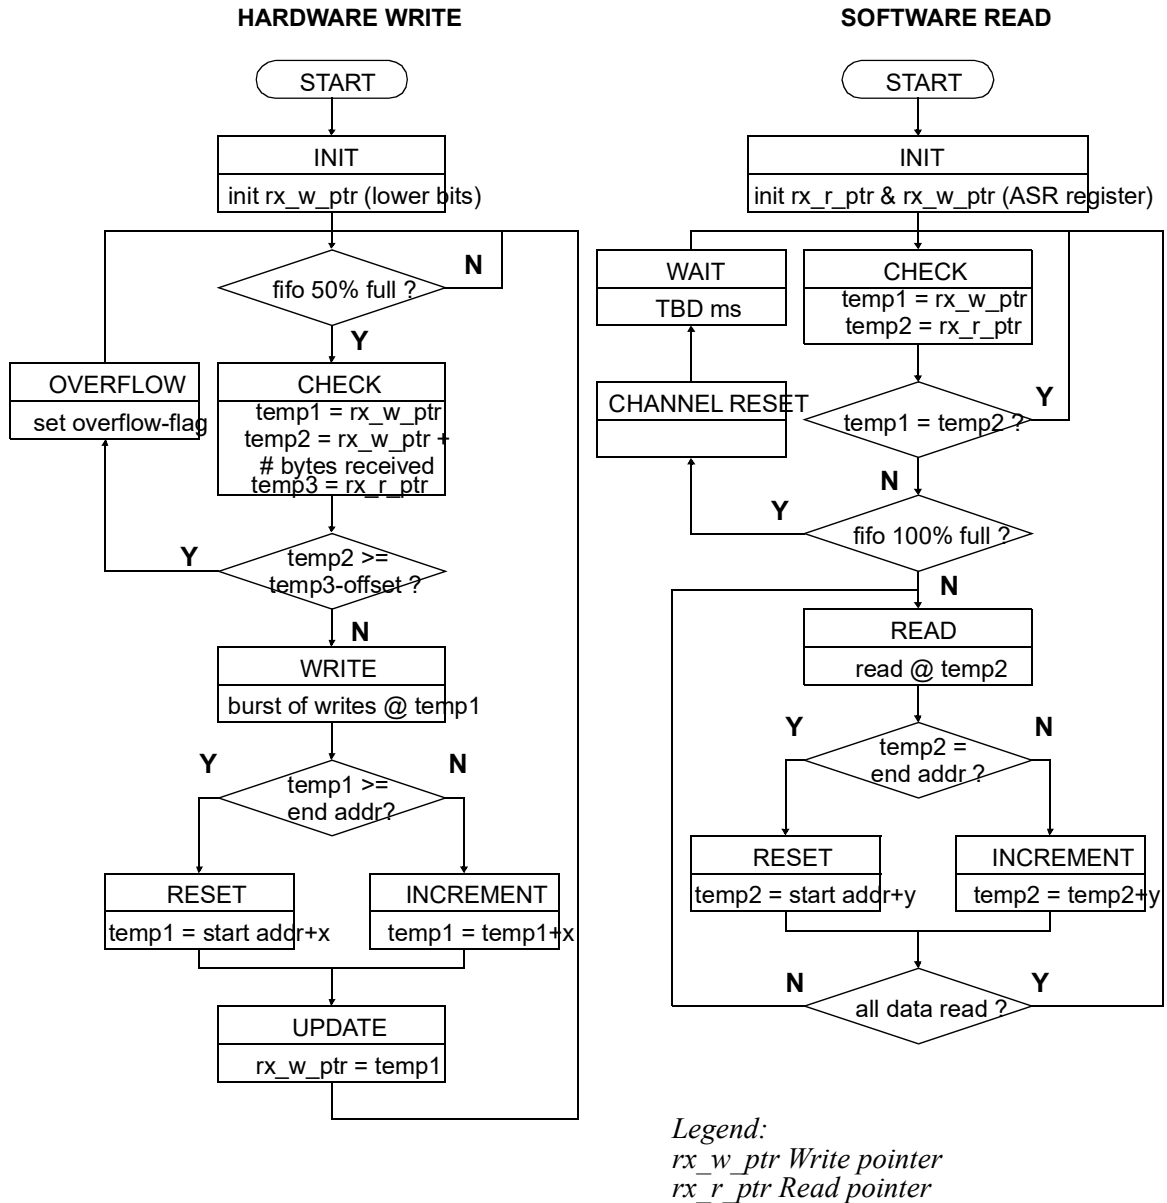 HARDWARE WRITE
START
INIT
init rx_w_ptr (lower bits)
fifo 50% full ?
N
Y
OVERFLOW
set overflow-flag
CHECK
temp1 = rx_w_ptr
temp2 = rx_w_ptr +
# bytes received
temp3 = rx_r_ptr
Y
temp2 >=
temp3-offset ?
N
WRITE
burst of writes @ temp1
Y
temp1 >=
end addr?
N
RESET
temp1 = start addr+x
INCREMENT
temp1 = temp1+x
UPDATE
rx_w_ptr = temp1
SOFTWARE READ
START
INIT
init rx_r_ptr & rx_w_ptr (ASR register)
WAIT
TBD ms
CHECK
temp1 = rx_w_ptr
temp2 = rx_r_ptr
CHANNEL RESET
temp1 = temp2 ?
Y
N
Y
fifo 100% full ?
N
READ
read @ temp2
Y
temp2 =
end addr ?
N
RESET
temp2 = start addr+y
INCREMENT
temp2 = temp2+y
N
all data read ?
Y
Legend:
rx_w_ptr Write pointer
rx_r_ptr Read pointer